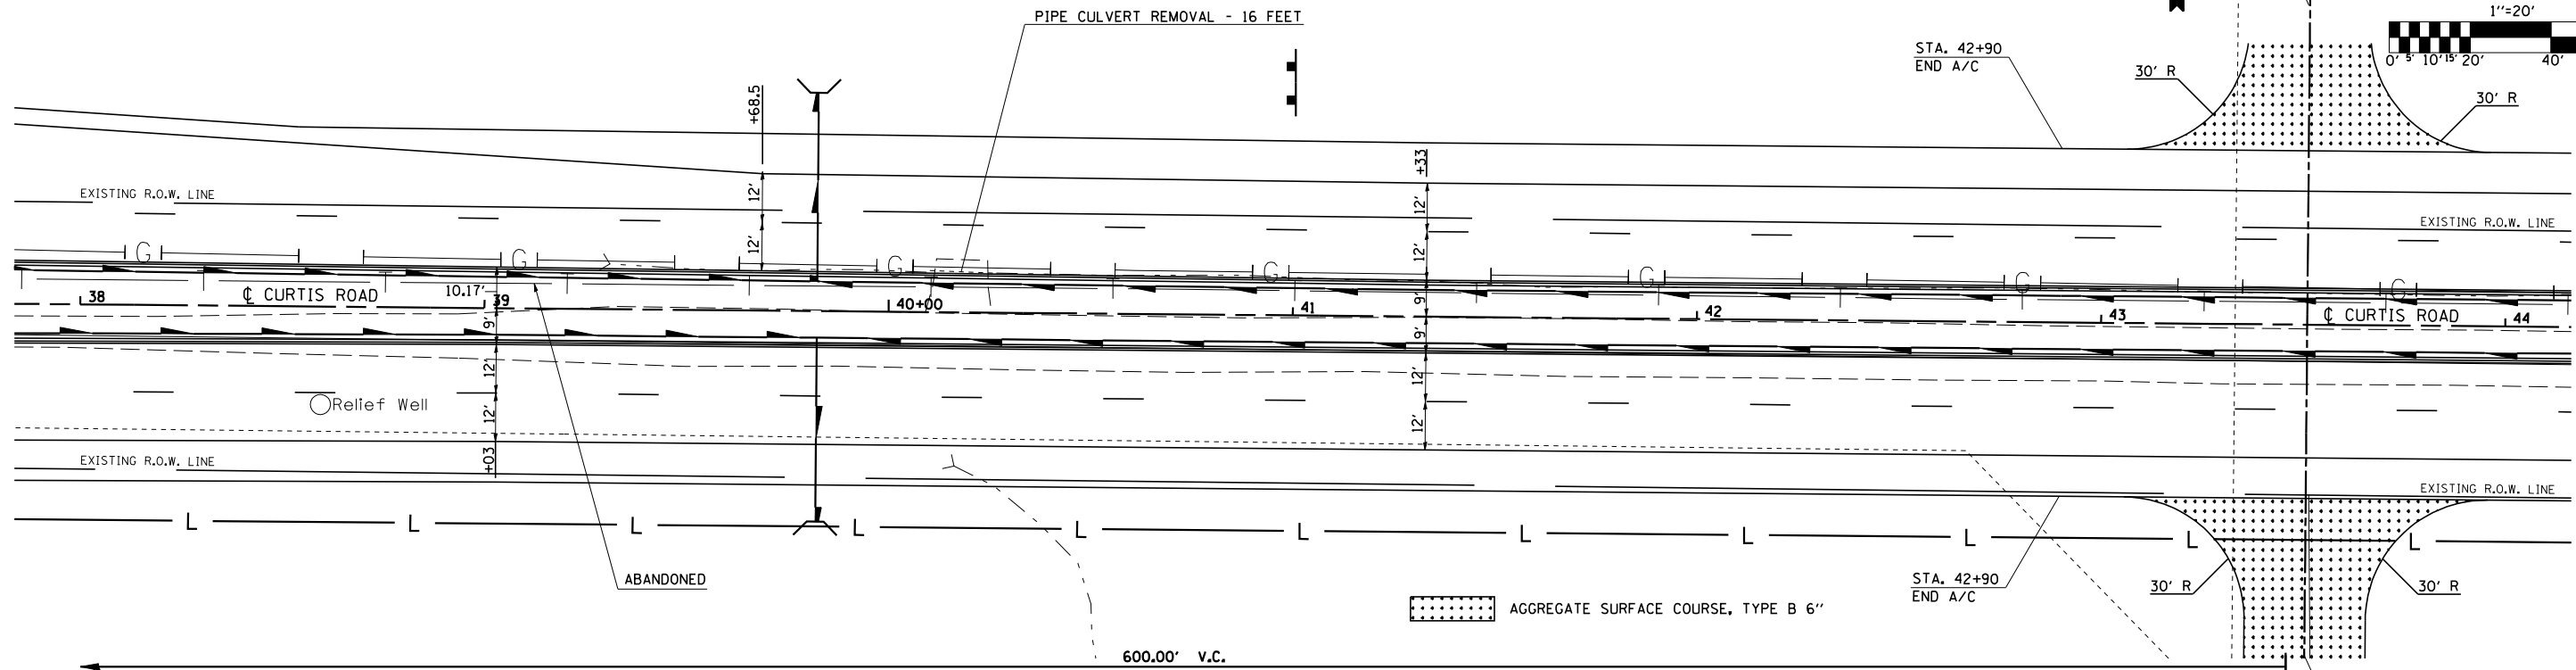 PIPE CULVERT REMOVAL - 16 FEET
1''=20'
0' 5' 10' 15' 20' 40'
STA. 42+90
END A/C
30' R
30' R
+68.5
+33
12'
12'
12'
12'
EXISTING R.O.W. LINE
EXISTING R.O.W. LINE
G G G G G G G
38
℄ CURTIS ROAD
10.17'
39
40+00
41
42
43
℄ CURTIS ROAD
44
9'
9'
9'
12'
12'
12'
12'
Relief Well
+03
EXISTING R.O.W. LINE
EXISTING R.O.W. LINE
L L L L L L L L L L L
ABANDONED
STA. 42+90
END A/C
30' R
30' R
AGGREGATE SURFACE COURSE, TYPE B 6''
600.00' V.C.